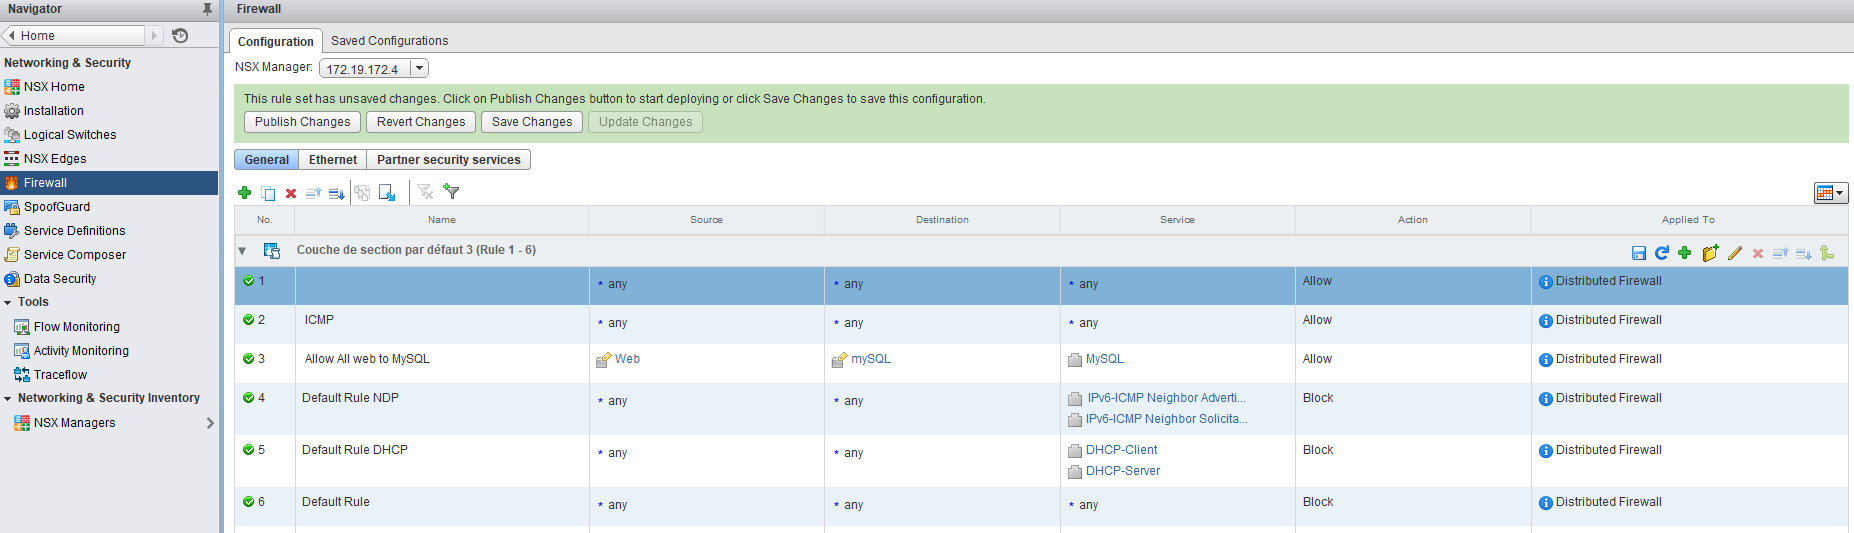 Navigator
Home
Networking & Security
NSX Home
Installation
Logical Switches
NSX Edges
Firewall
SpoofGuard
Service Definitions
Service Composer
Data Security
Tools
Flow Monitoring
Activity Monitoring
Traceflow
Networking & Security Inventory
NSX Managers
Firewall
Configuration Saved Configurations
NSX Manager: 172.19.172.4
This rule set has unsaved changes. Click on Publish Changes button to start deploying or click Save Changes to save this configuration.
Publish Changes Revert Changes Save Changes Update Changes
General Ethernet Partner security services
No. Name Source Destination Service Action Applied To
Couche de section par défaut 3 (Rule 1 - 6)
1 * any * any * any Allow Distributed Firewall
2 ICMP * any * any * any Allow Distributed Firewall
3 Allow All web to MySQL Web mySQL MySQL Allow Distributed Firewall
4 Default Rule NDP * any * any IPv6-ICMP Neighbor Adverti... Block Distributed Firewall
IPv6-ICMP Neighbor Solicita...
5 Default Rule DHCP * any * any DHCP-Client Block Distributed Firewall
DHCP-Server
6 Default Rule * any * any * any Block Distributed Firewall